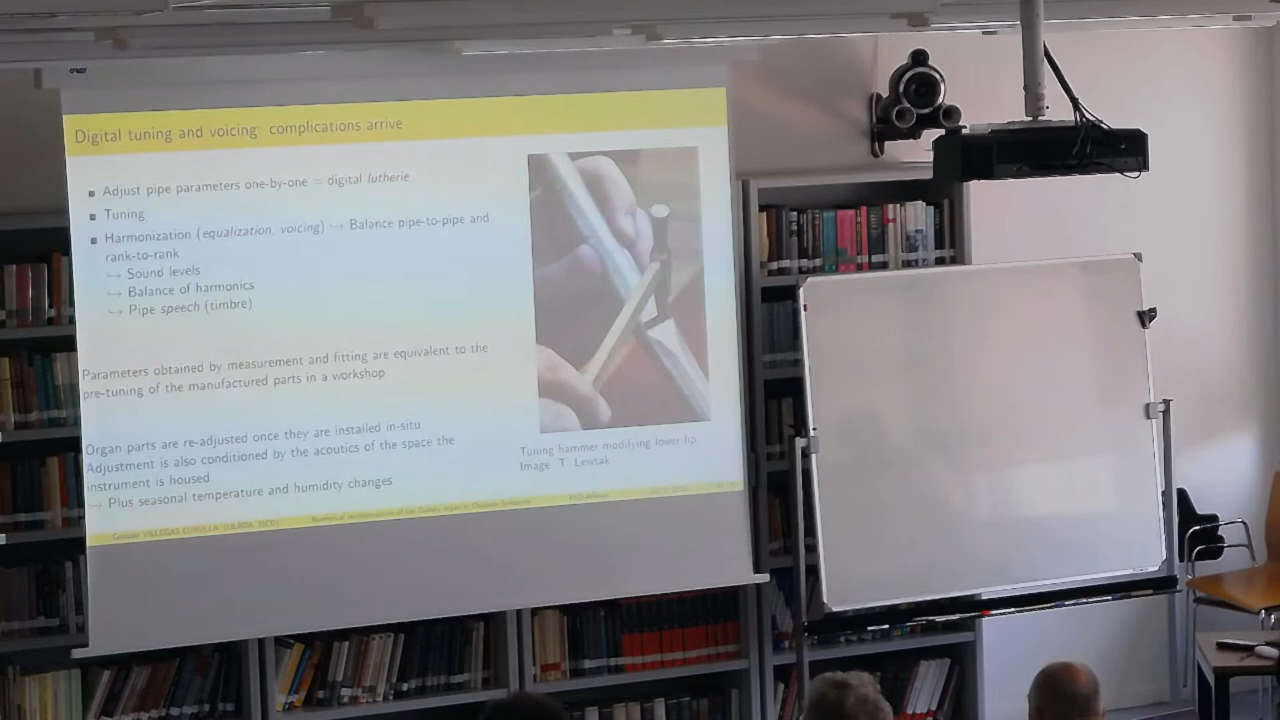 Digital tuning and voicing: complications arrive
Adjust pipe parameters one-by-one = digital lutherie
Tuning
Harmonization (equalization, voicing) → Balance pipe-to-pipe and
rank-to-rank
↪ Sound levels
↪ Balance of harmonics
↪ Pipe speech (timbre)
Parameters obtained by measurement and fitting are equivalent to the
pre-tuning of the manufactured parts in a workshop
Organ parts are re-adjusted once they are installed in-situ
Adjustment is also conditioned by the acoutics of the space the
instrument is housed
↪ Plus seasonal temperature and humidity changes
Tuning hammer modifying lower lip.
Image T. Lewtak
VILLEGAS CURULLA